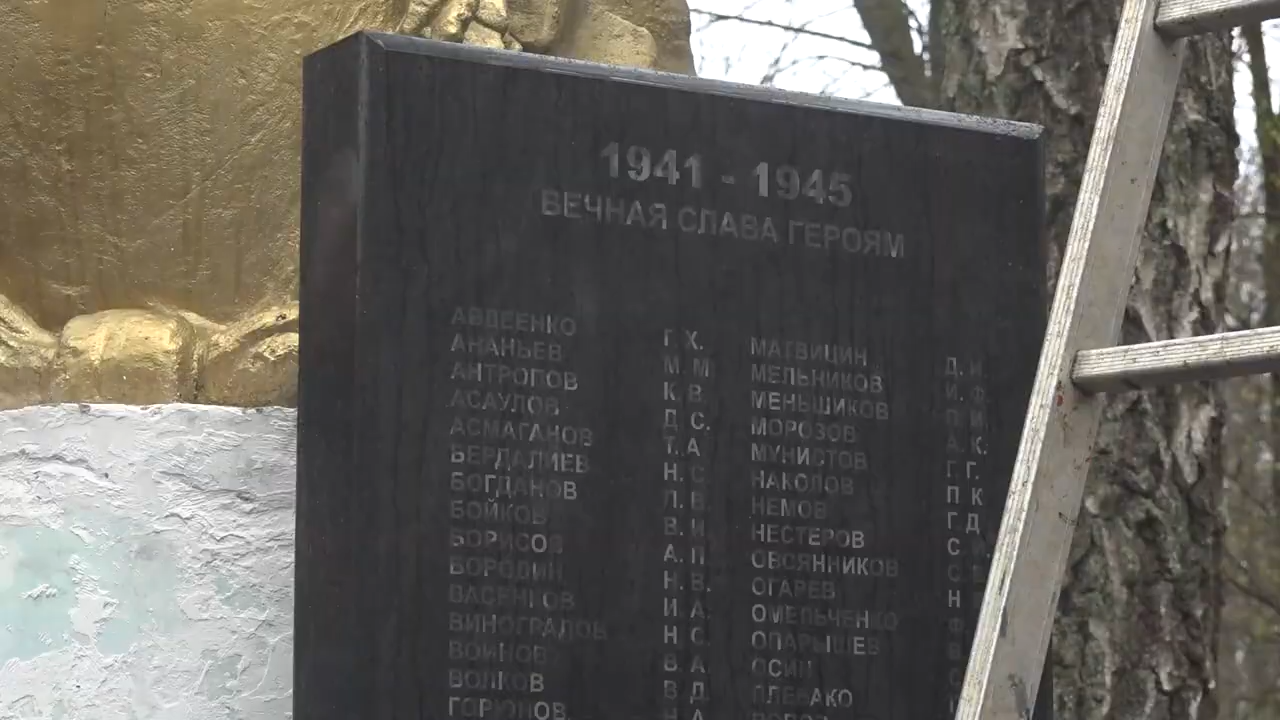 1941 - 1945
ВЕЧНАЯ СЛАВА ГЕРОЯМ
АВДЕЕНКО Г. Х.
АНАНЬЕВ М. М
АНТРОПОВ К. В.
АСАУЛОВ Д. С.
АСМАГАНОВ Т. А
БЕРДАЛИЕВ Н. С
БОГДАНОВ Л. В.
БОЙКОВ В. И
БОРИСОВ А. П
БОРОДИН Н. В.
ВАСЕНКОВ И. А.
ВИНОГРАДОВ Н. С.
ВОИНОВ В. А.
ВОЛКОВ В. Д.
ГОРЮНОВ
МАТВИЦИН Д. И
МЕЛЬНИКОВ И. Ф
МЕНЬШИКОВ П. И
МОРОЗОВ А. К.
МУНИСТОВ Г. Г.
НАКОЛОВ П К
НЕМОВ Г Д
НЕСТЕРОВ С
ОВСЯННИКОВ С
ОГАРЕВ Н
ОМЕЛЬЧЕНКО Ф
ОПАРЫШЕВ
ОСИН
ПЛЕВАКО